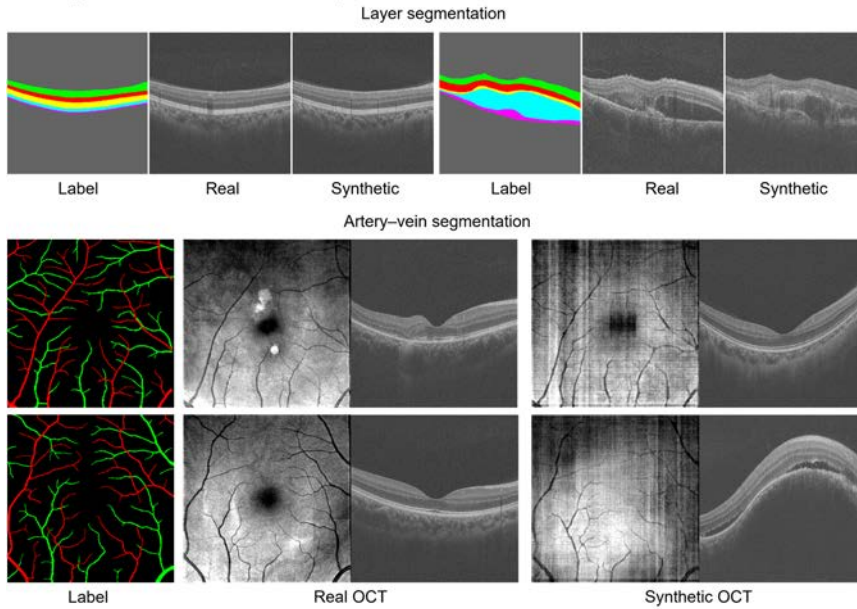 Layer segmentation
Label Real Synthetic Label Real Synthetic
Artery–vein segmentation
Label Real OCT Synthetic OCT